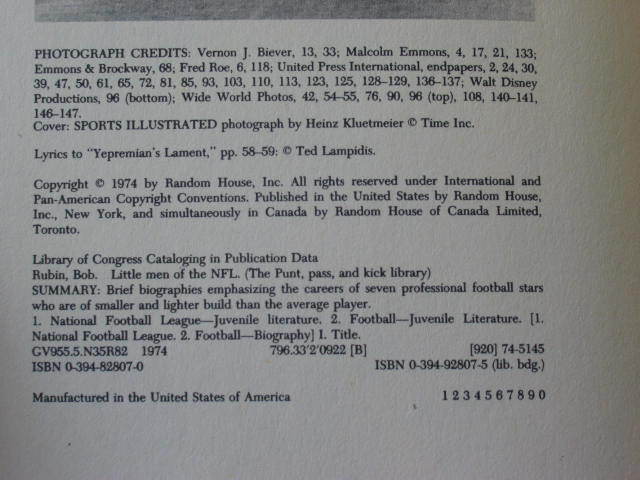 PHOTOGRAPH CREDITS: Vernon J. Biever, 13, 33; Malcolm Emmons, 4, 17, 21, 133;
Emmons & Brockway, 68; Fred Roe, 6, 118; United Press International, endpapers, 2, 24, 30,
39, 47, 50, 61, 65, 72, 81, 85, 93, 103, 110, 113, 123, 125, 128–129, 136–137; Walt Disney
Productions, 96 (bottom); Wide World Photos, 42, 54–55, 76, 90, 96 (top), 108, 140–141,
146–147.
Cover: SPORTS ILLUSTRATED photograph by Heinz Kluetmeier © Time Inc.
Lyrics to "Yepremian's Lament," pp. 58–59: © Ted Lampidis.
Copyright © 1974 by Random House, Inc. All rights reserved under International and
Pan-American Copyright Conventions. Published in the United States by Random House,
Inc., New York, and simultaneously in Canada by Random House of Canada Limited,
Toronto.
Library of Congress Cataloging in Publication Data
Rubin, Bob. Little men of the NFL. (The Punt, pass, and kick library)
SUMMARY: Brief biographies emphasizing the careers of seven professional football stars
who are of smaller and lighter build than the average player.
1. National Football League—Juvenile literature. 2. Football—Juvenile Literature. [1.
National Football League. 2. Football—Biography] I. Title.
GV955.5.N35R82 1974 796.33'2'0922 [B] [920] 74-5145
ISBN 0-394-82807-0 ISBN 0-394-92807-5 (lib. bdg.)
Manufactured in the United States of America 1 2 3 4 5 6 7 8 9 0